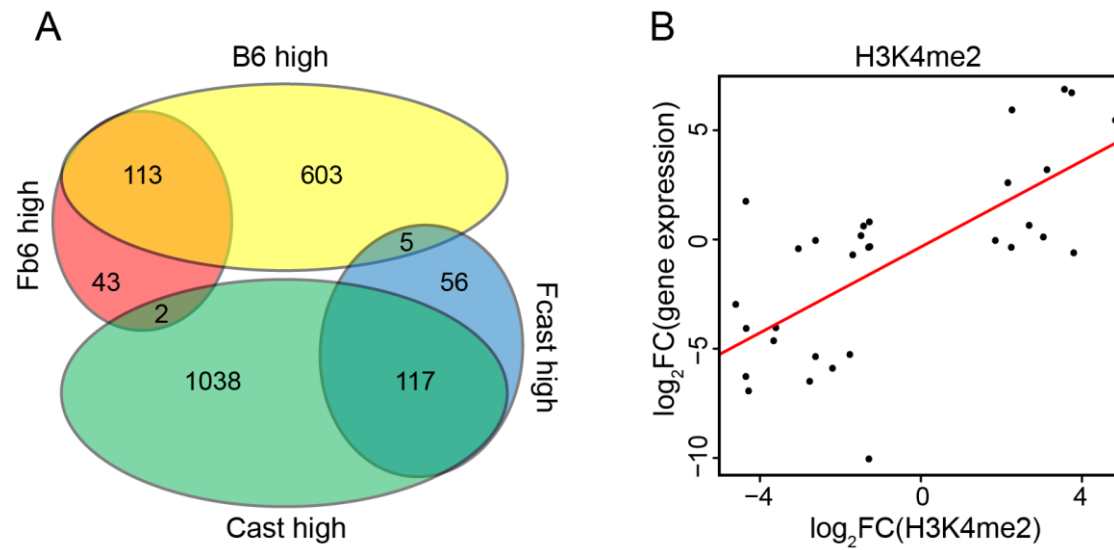 A
B6 high
113
603
Fb6 high
5
43
56
2
Fcast high
1038
117
Cast high
B
H3K4me2
log₂FC(gene expression)
5
0
−5
−10
−4
0
4
log₂FC(H3K4me2)